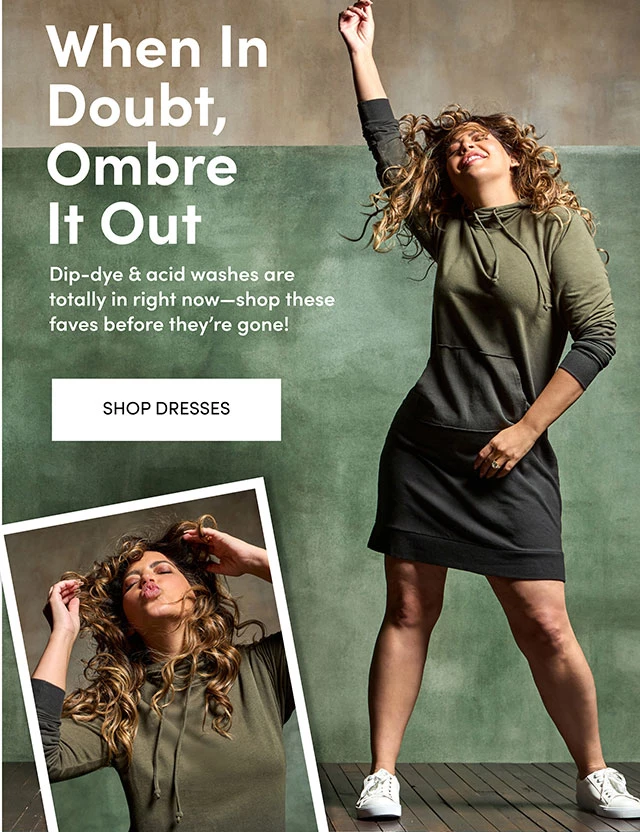 When In
Doubt,
Ombre
It Out
Dip-dye & acid washes are
totally in right now—shop these
faves before they're gone!
SHOP DRESSES